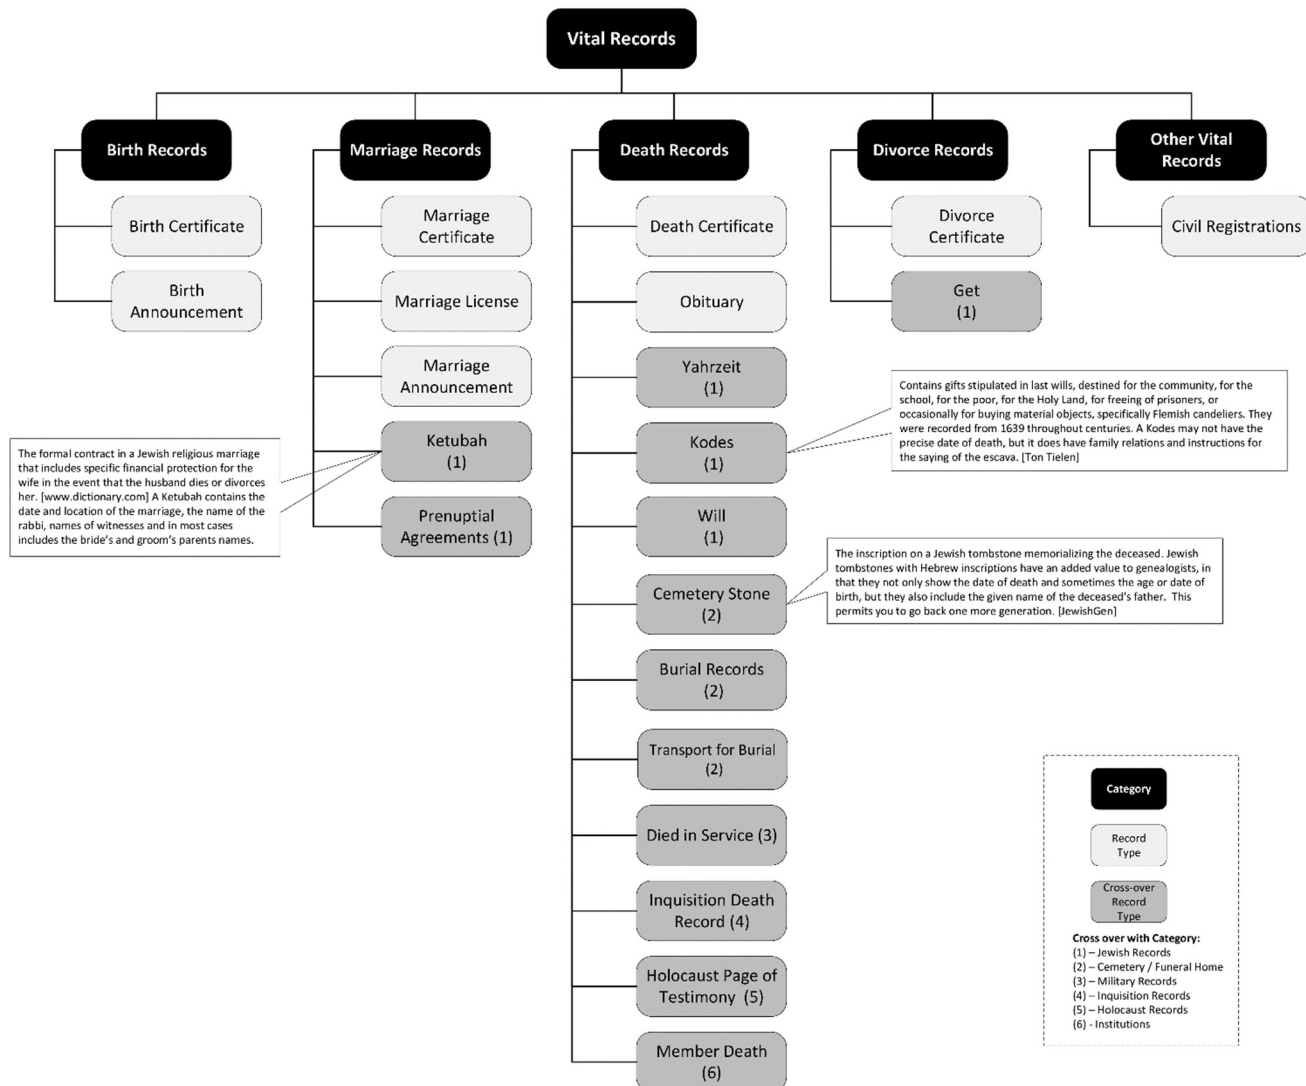 Vital Records
Birth Records
Birth Certificate
Birth
Announcement
Marriage Records
Marriage
Certificate
Marriage License
Marriage
Announcement
Ketubah
(1)
Prenuptial
Agreements (1)
The formal contract in a Jewish religious marriage
that includes specific financial protection for the
wife in the event that the husband dies or divorces
her. [www.dictionary.com] A Ketubah contains the
date and location of the marriage, the name of the
rabbi, names of witnesses and in most cases
includes the bride's and groom's parents names.
Death Records
Death Certificate
Obituary
Yahrzeit
(1)
Kodes
(1)
Contains gifts stipulated in last wills, destined for the community, for the
school, for the poor, for the Holy Land, for freeing of prisoners, or
occasionally for buying material objects, specifically Flemish candeliers. They
were recorded from 1639 throughout centuries. A Kodes may not have the
precise date of death, but it does have family relations and instructions for
the saying of the escava. [Ton Tielen]
Will
(1)
Cemetery Stone
(2)
The inscription on a Jewish tombstone memorializing the deceased. Jewish
tombstones with Hebrew inscriptions have an added value to genealogists, in
that they not only show the date of death and sometimes the age or date of
birth, but they also include the given name of the deceased's father.  This
permits you to go back one more generation. [JewishGen]
Burial Records
(2)
Transport for Burial
(2)
Died in Service (3)
Inquisition Death
Record (4)
Holocaust Page of
Testimony  (5)
Member Death
(6)
Divorce Records
Divorce
Certificate
Get
(1)
Other Vital
Records
Civil Registrations
Category
Record
Type
Cross-over
Record
Type
Cross over with Category:
(1) – Jewish Records
(2) – Cemetery / Funeral Home
(3) – Military Records
(4) – Inquisition Records
(5) – Holocaust Records
(6) - Institutions